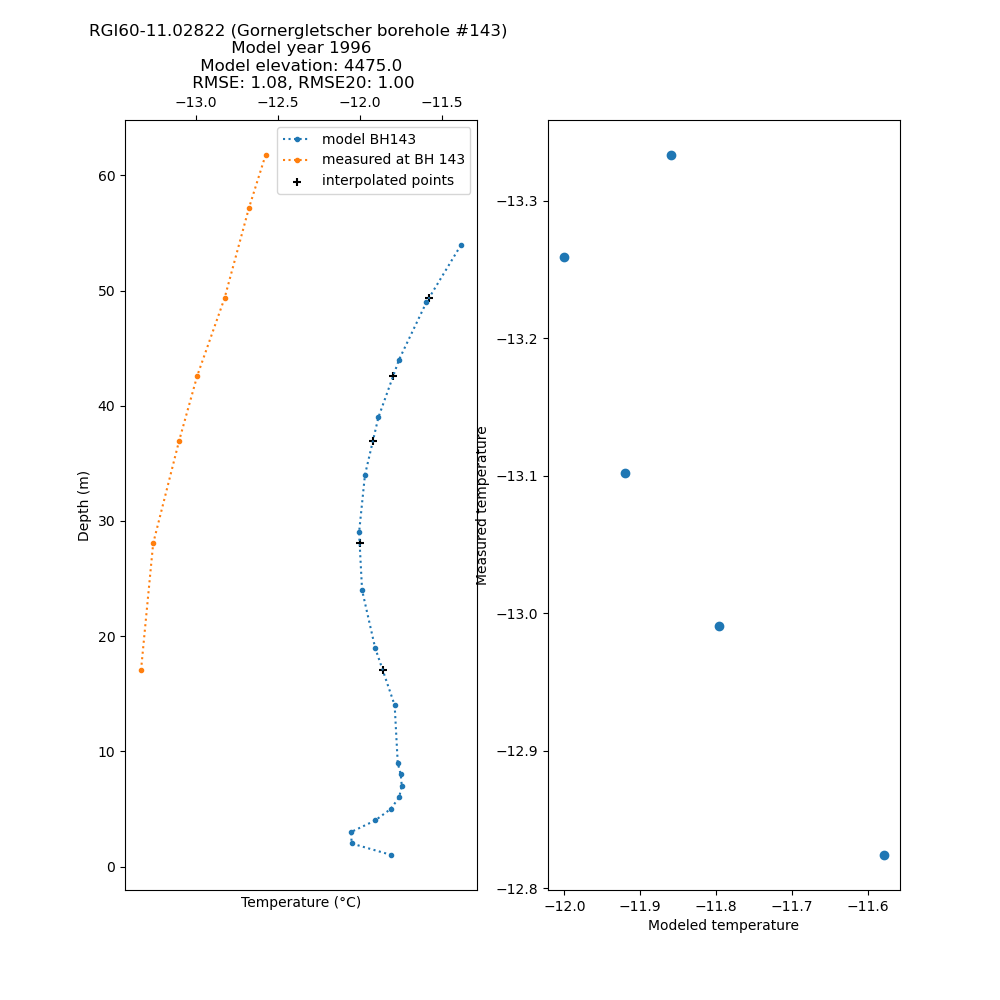 RGI60-11.02822 (Gornergletscher borehole #143)
Model year 1996
Model elevation: 4475.0
RMSE: 1.08, RMSE20: 1.00
−13.0 −12.5 −12.0 −11.5
model BH143
measured at BH 143
interpolated points
60
50
40
30
20
10
0
Depth (m)
Temperature (°C)
−13.3
−13.2
−13.1
−13.0
−12.9
−12.8
Measured temperature
−12.0 −11.9 −11.8 −11.7 −11.6
Modeled temperature